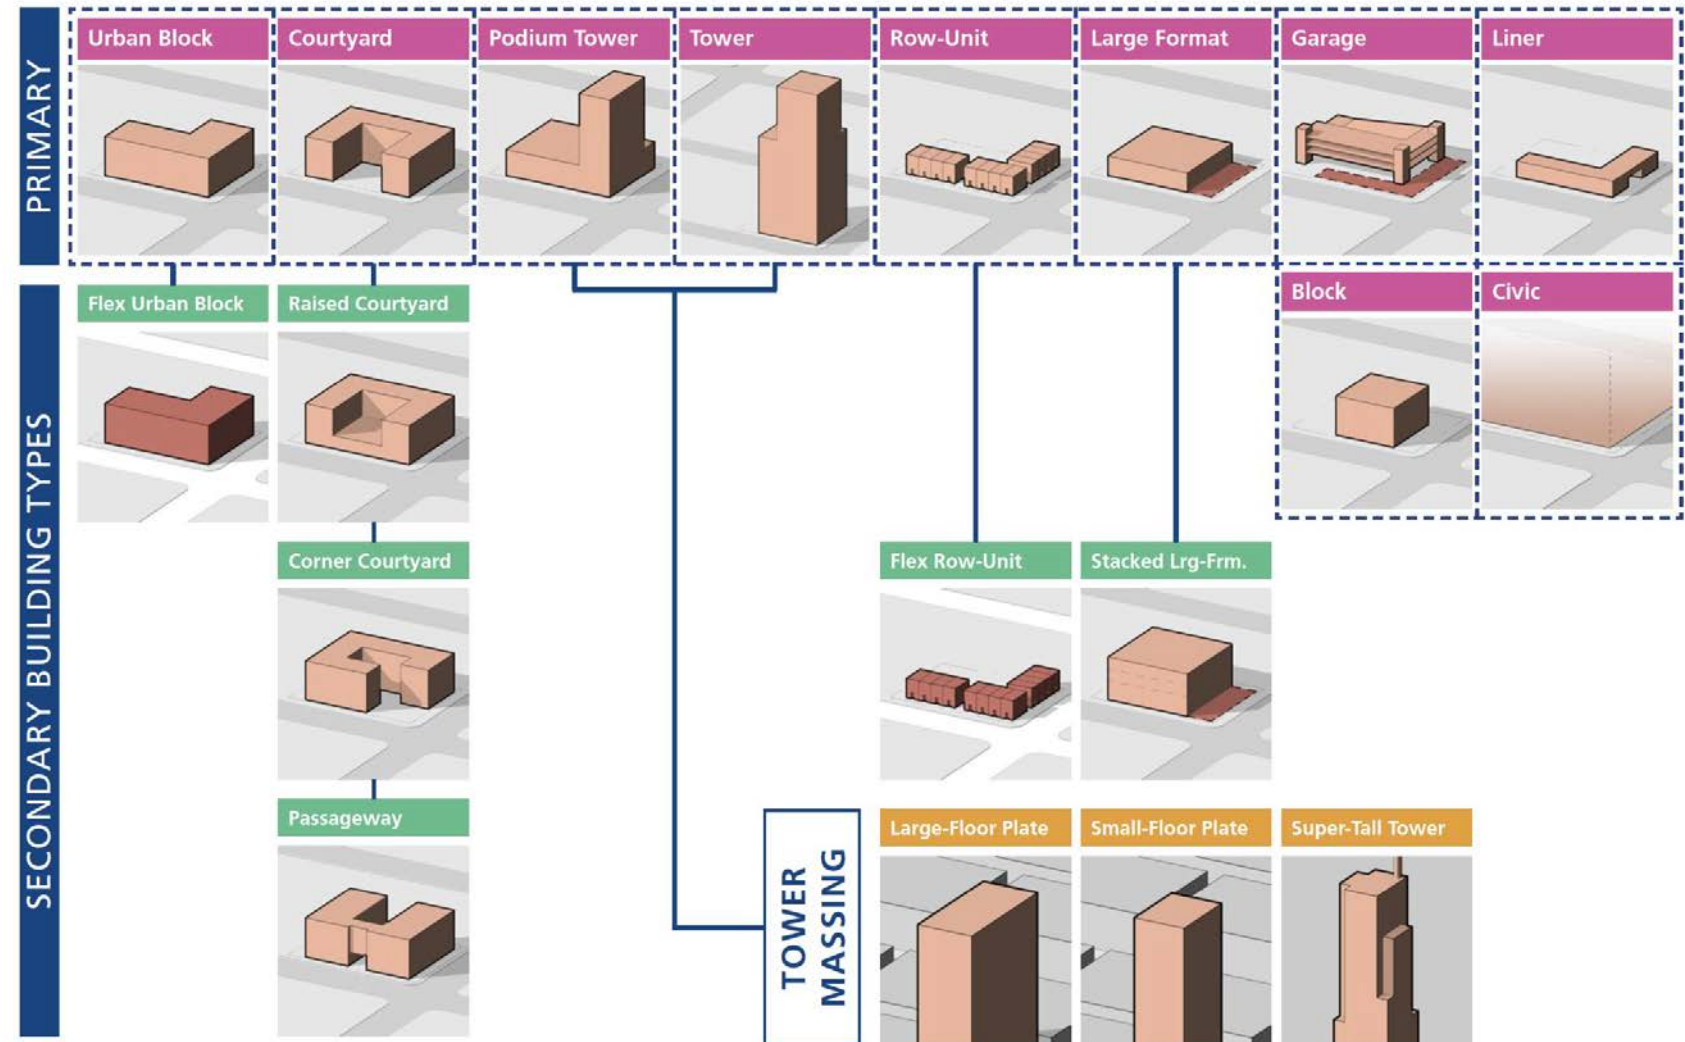 PRIMARY
Urban Block
Courtyard
Podium Tower
Tower
Row-Unit
Large Format
Garage
Liner
Block
Civic
SECONDARY BUILDING TYPES
Flex Urban Block
Raised Courtyard
Corner Courtyard
Flex Row-Unit
Stacked Lrg-Frm.
Passageway
TOWER
MASSING
Large-Floor Plate
Small-Floor Plate
Super-Tall Tower